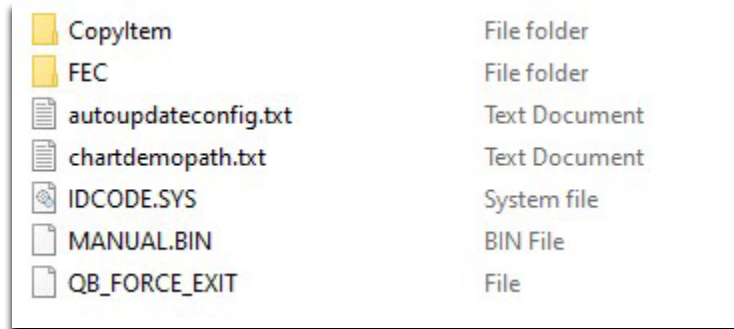 CopyItem File folder
FEC File folder
autoupdateconfig.txt Text Document
chartdemopath.txt Text Document
IDCODE.SYS System file
MANUAL.BIN BIN File
QB_FORCE_EXIT File